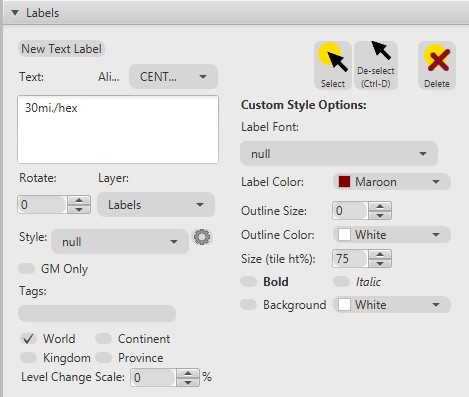 Labels
New Text Label
Text: Ali... CENT...
30mi./hex
Rotate: Layer:
0 Labels
Style: null
GM Only
Tags:
World Continent
Kingdom Province
Level Change Scale: 0 %
Select
De-select
(Ctrl-D)
Delete
Custom Style Options:
Label Font:
null
Label Color: Maroon
Outline Size: 0
Outline Color: White
Size (tile ht%): 75
Bold Italic
Background White